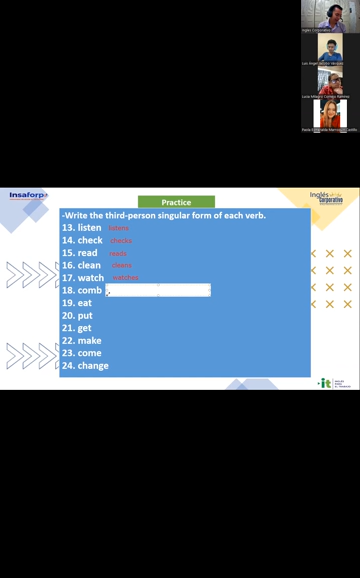 Insaforp
Practice
Inglés
Corporativo
-Write the third-person singular form of each verb.
13. listen listens
14. check checks
15. read reads
16. clean cleans
17. watch watches
18. comb
19. eat
20. put
21. get
22. make
23. come
24. change
it